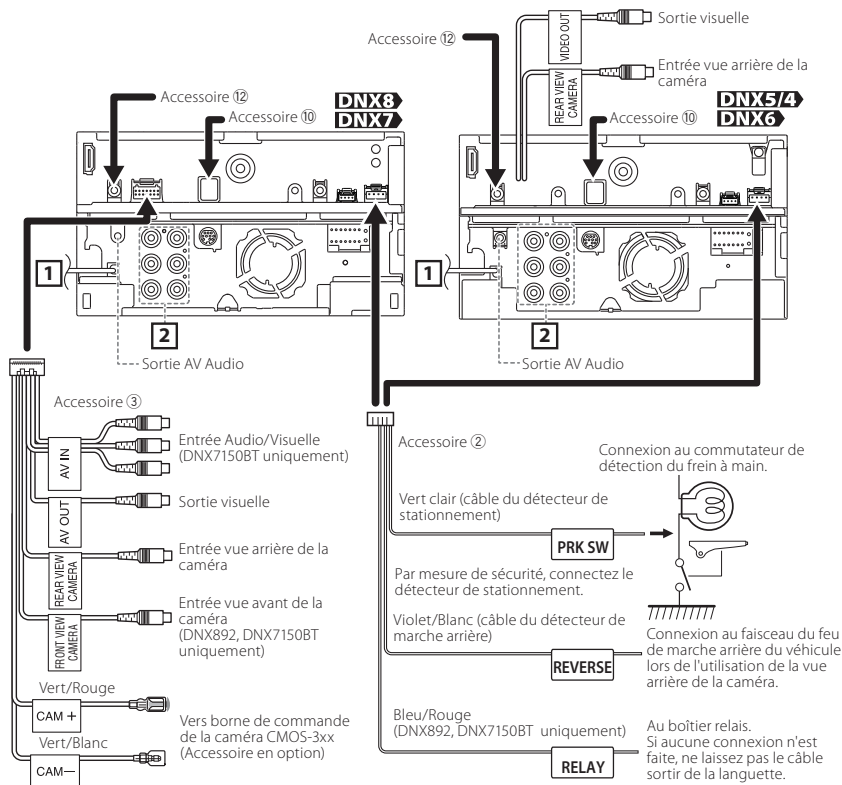 Accessoire ⑫
VIDEO OUT
Sortie visuelle
REAR VIEW
CAMERA
Entrée vue arrière de la
caméra
Accessoire ⑫
Accessoire ⑩
DNX8
DNX7
Accessoire ⑩
DNX5/4
DNX6
1
2
Sortie AV Audio
1
2
Sortie AV Audio
Accessoire ③
AV IN
Entrée Audio/Visuelle
(DNX7150BT uniquement)
AV OUT
Sortie visuelle
REAR VIEW
CAMERA
Entrée vue arrière de la
caméra
FRONT VIEW
CAMERA
Entrée vue avant de la
caméra
(DNX892, DNX7150BT
uniquement)
Vert/Rouge
CAM +
Vert/Blanc
CAM−
Vers borne de commande
de la caméra CMOS-3xx
(Accessoire en option)
Accessoire ②
Connexion au commutateur de
détection du frein à main.
Vert clair (câble du détecteur de
stationnement)
PRK SW
Par mesure de sécurité, connectez le
détecteur de stationnement.
Violet/Blanc (câble du détecteur de
marche arrière)
REVERSE
Connexion au faisceau du feu
de marche arrière du véhicule
lors de l'utilisation de la vue
arrière de la caméra.
Bleu/Rouge
(DNX892, DNX7150BT uniquement)
RELAY
Au boîtier relais.
Si aucune connexion n'est
faite, ne laissez pas le câble
sortir de la languette.